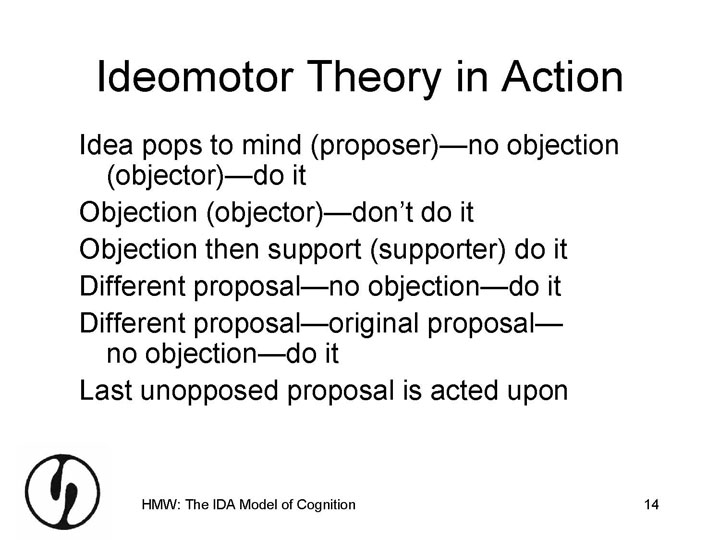 Ideomotor Theory in Action
Idea pops to mind (proposer)—no objection
(objector)—do it
Objection (objector)—don’t do it
Objection then support (supporter) do it
Different proposal—no objection—do it
Different proposal—original proposal—
no objection—do it
Last unopposed proposal is acted upon
HMW: The IDA Model of Cognition
14